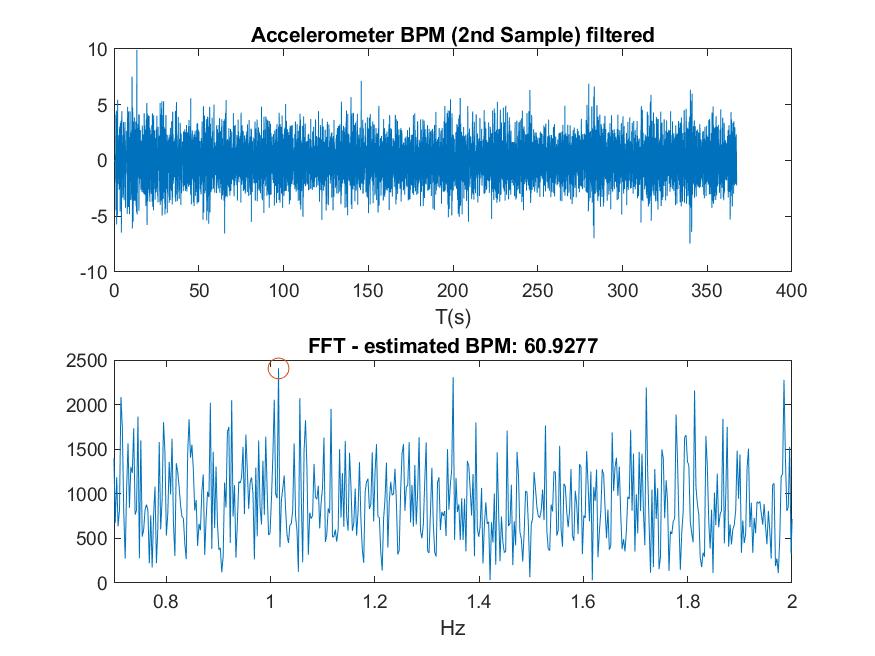 Accelerometer BPM (2nd Sample) filtered
10
5
0
-5
-10
0 50 100 150 200 250 300 350 400
T(s)
FFT - estimated BPM: 60.9277
2500
2000
1500
1000
500
0
0.8 1 1.2 1.4 1.6 1.8 2
Hz